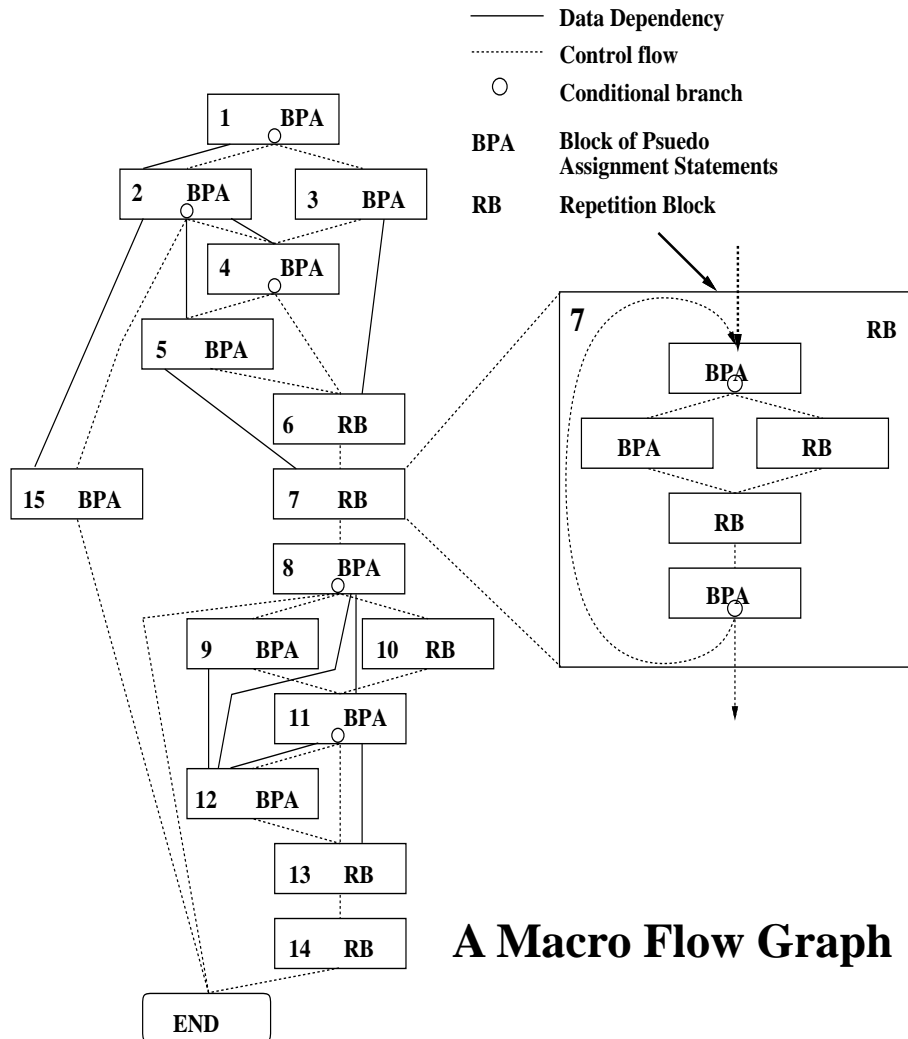 Data Dependency
Control flow
Conditional branch
BPA Block of Psuedo
Assignment Statements
RB Repetition Block
1 BPA
2 BPA
3 BPA
4 BPA
5 BPA
6 RB
15 BPA
7 RB
8 BPA
9 BPA
10 RB
11 BPA
12 BPA
13 RB
14 RB
END
7 RB
BPA
BPA RB
RB
BPA
A Macro Flow Graph